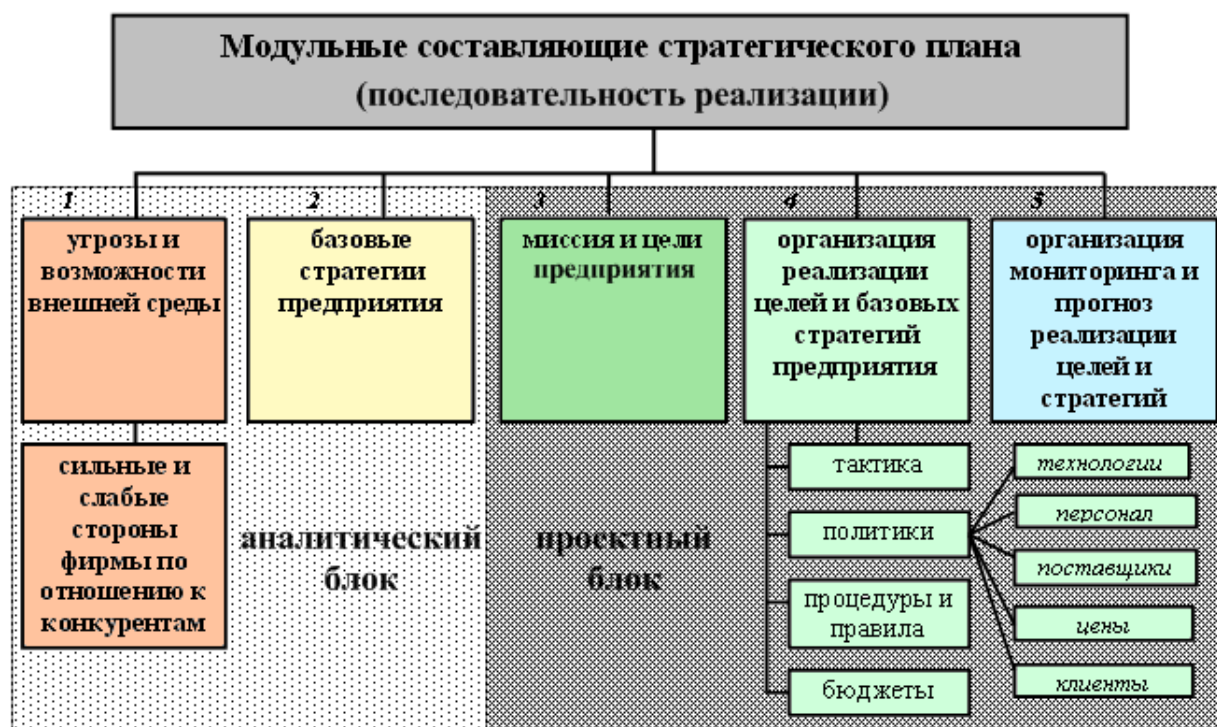 Модульные составляющие стратегического плана
(последовательность реализации)
1
угрозы и
возможности
внешней среды
сильные и
слабые
стороны
фирмы по
отношению к
конкурентам
2
базовые
стратегии
предприятия
аналитический
блок
3
миссия и цели
предприятия
проектный
блок
4
организация
реализации
целей и базовых
стратегий
предприятия
тактика
политики
процедуры и
правила
бюджеты
5
организация
мониторинга и
прогноз
реализации
целей и
стратегий
технологии
персонал
поставщики
цены
клиенты